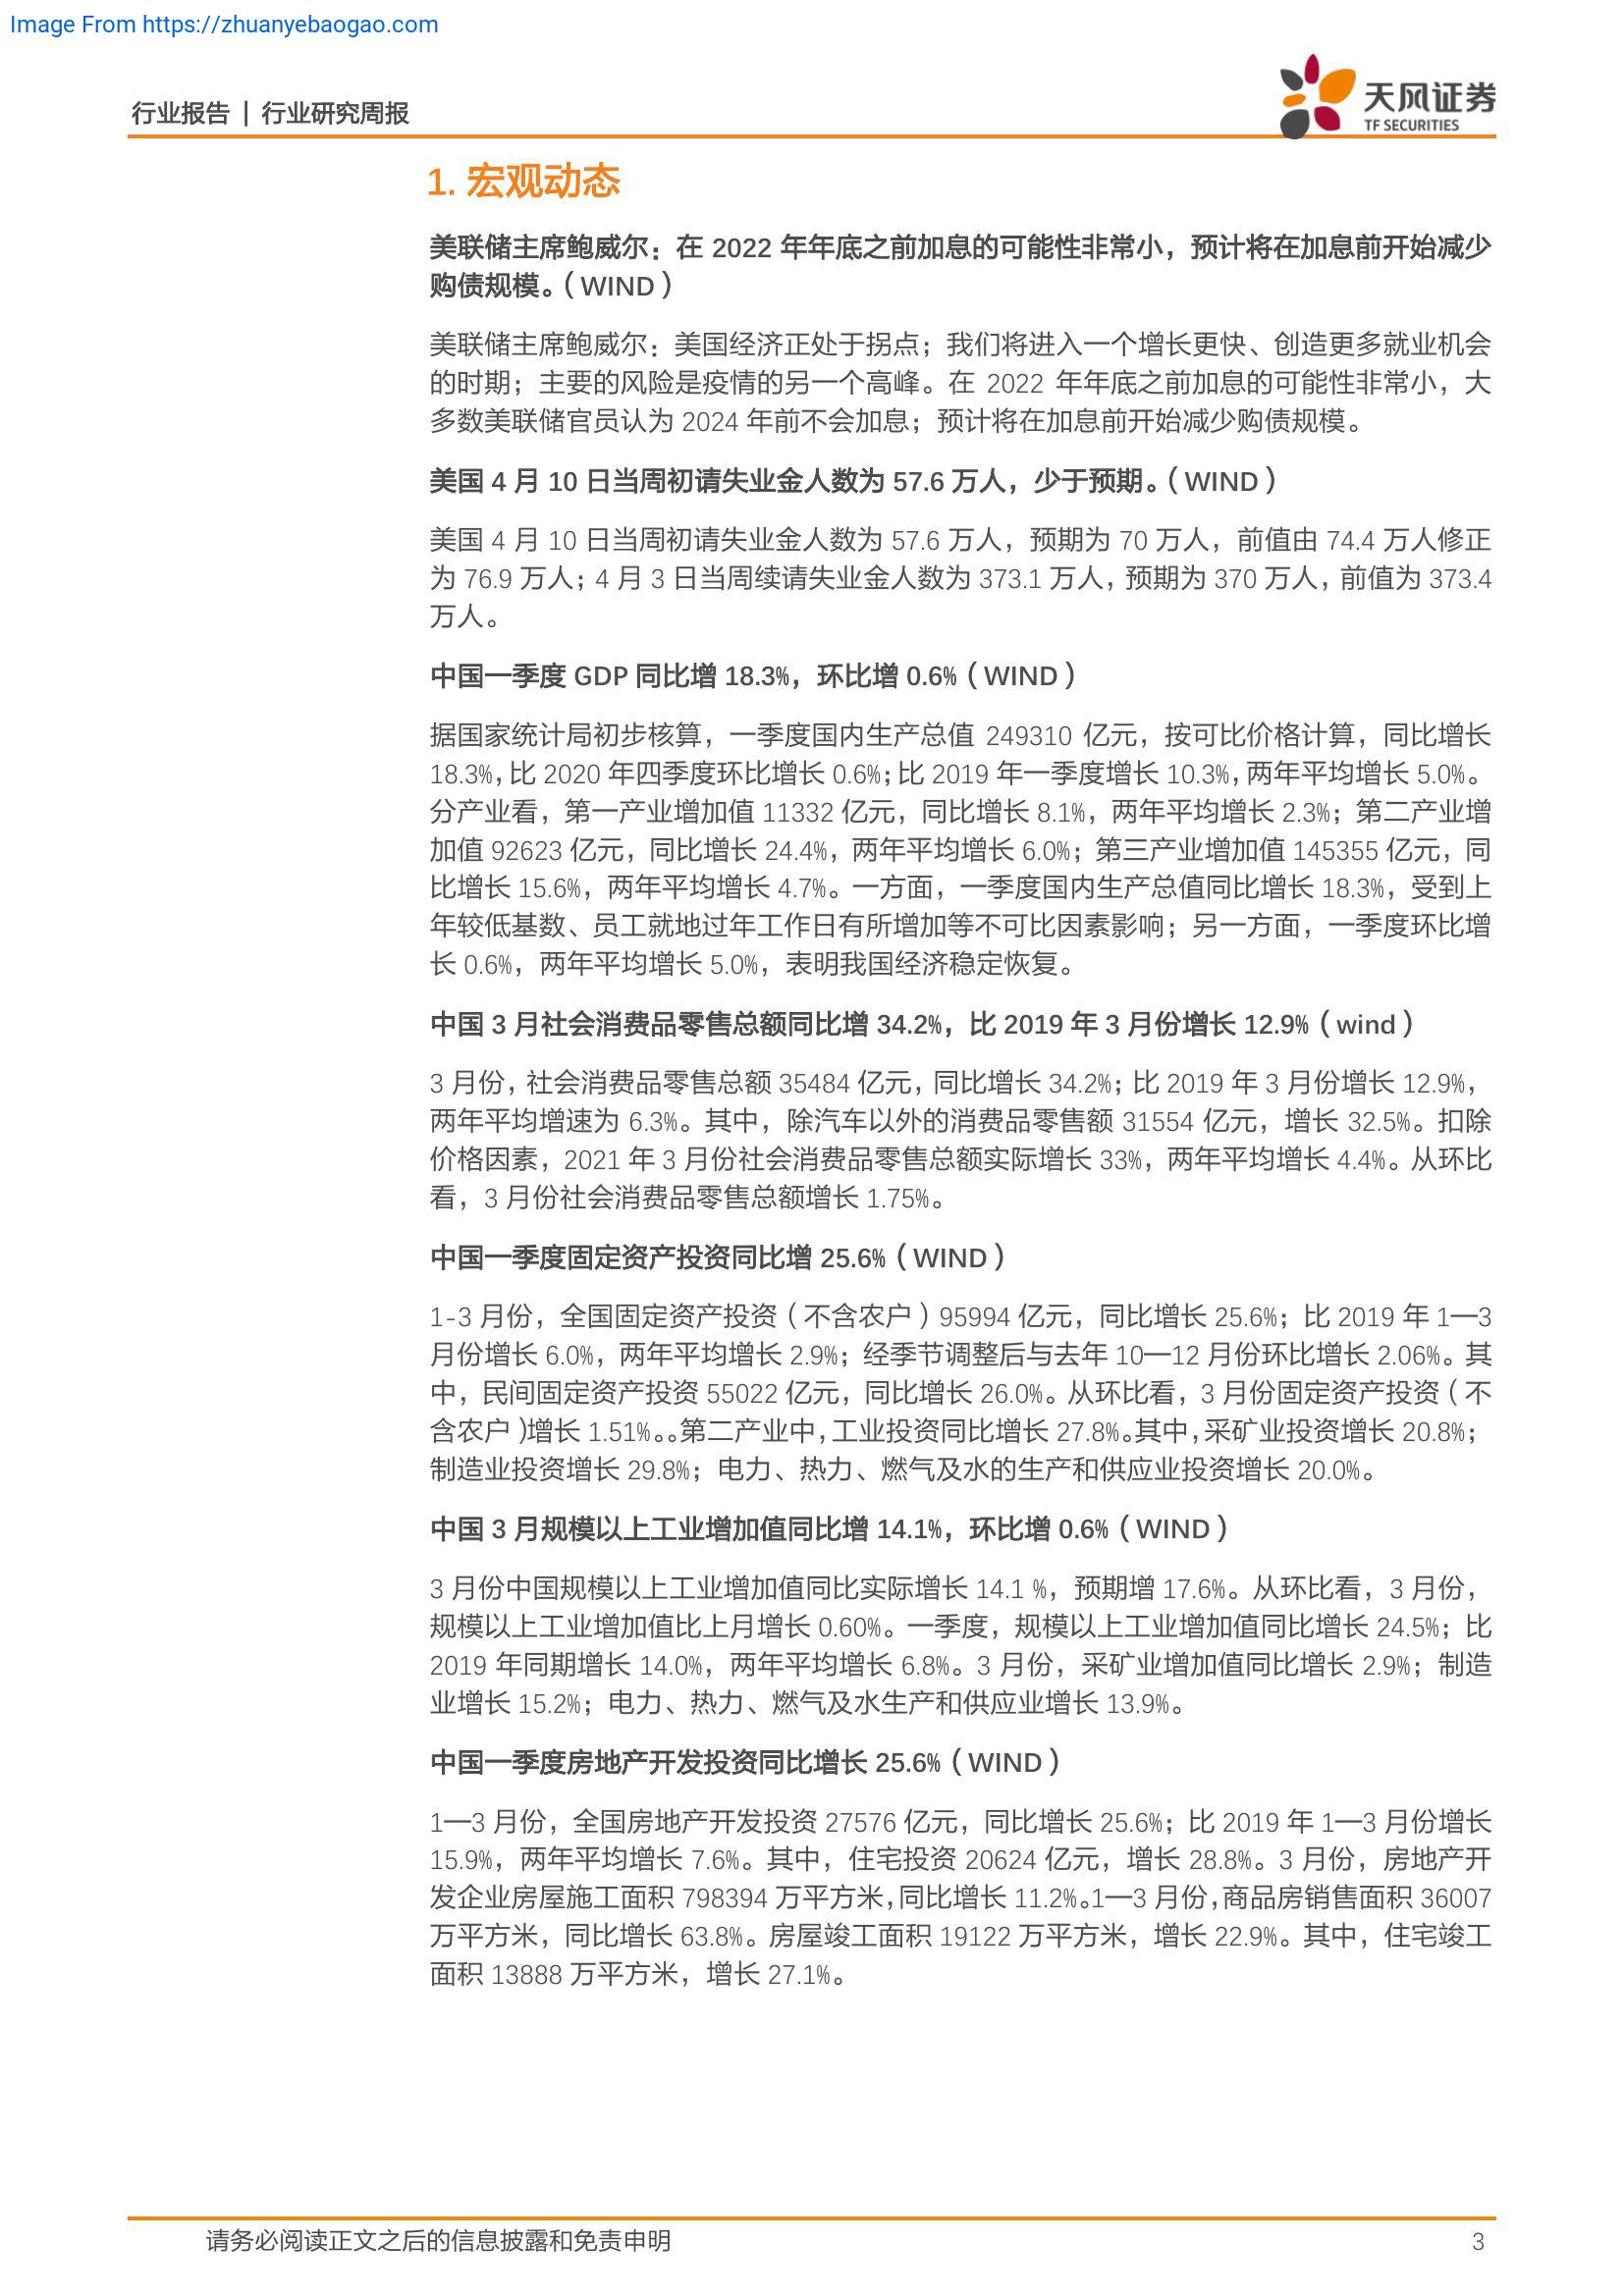 Image From https://zhuanyebaogao.com
行业报告 | 行业研究周报
天风证券
TF SECURITIES
1. 宏观动态
美联储主席鲍威尔：在 2022 年年底之前加息的可能性非常小，预计将在加息前开始减少
购债规模。（WIND）
美联储主席鲍威尔：美国经济正处于拐点；我们将进入一个增长更快、创造更多就业机会
的时期；主要的风险是疫情的另一个高峰。在 2022 年年底之前加息的可能性非常小，大
多数美联储官员认为 2024 年前不会加息；预计将在加息前开始减少购债规模。
美国 4 月 10 日当周初请失业金人数为 57.6 万人，少于预期。（WIND）
美国 4 月 10 日当周初请失业金人数为 57.6 万人，预期为 70 万人，前值由 74.4 万人修正
为 76.9 万人；4 月 3 日当周续请失业金人数为 373.1 万人，预期为 370 万人，前值为 373.4
万人。
中国一季度 GDP 同比增 18.3%，环比增 0.6%（WIND）
据国家统计局初步核算，一季度国内生产总值 249310 亿元，按可比价格计算，同比增长
18.3%，比 2020 年四季度环比增长 0.6%；比 2019 年一季度增长 10.3%，两年平均增长 5.0%。
分产业看，第一产业增加值 11332 亿元，同比增长 8.1%，两年平均增长 2.3%；第二产业增
加值 92623 亿元，同比增长 24.4%，两年平均增长 6.0%；第三产业增加值 145355 亿元，同
比增长 15.6%，两年平均增长 4.7%。一方面，一季度国内生产总值同比增长 18.3%，受到上
年较低基数、员工就地过年工作日有所增加等不可比因素影响；另一方面，一季度环比增
长 0.6%，两年平均增长 5.0%，表明我国经济稳定恢复。
中国 3 月社会消费品零售总额同比增 34.2%，比 2019 年 3 月份增长 12.9%（wind）
3 月份，社会消费品零售总额 35484 亿元，同比增长 34.2%；比 2019 年 3 月份增长 12.9%，
两年平均增速为 6.3%。其中，除汽车以外的消费品零售额 31554 亿元，增长 32.5%。扣除
价格因素，2021 年 3 月份社会消费品零售总额实际增长 33%，两年平均增长 4.4%。从环比
看，3 月份社会消费品零售总额增长 1.75%。
中国一季度固定资产投资同比增 25.6%（WIND）
1-3 月份，全国固定资产投资（不含农户）95994 亿元，同比增长 25.6%；比 2019 年 1—3
月份增长 6.0%，两年平均增长 2.9%；经季节调整后与去年 10—12 月份环比增长 2.06%。其
中，民间固定资产投资 55022 亿元，同比增长 26.0%。从环比看，3 月份固定资产投资（不
含农户）增长 1.51%。。第二产业中，工业投资同比增长 27.8%。其中，采矿业投资增长 20.8%；
制造业投资增长 29.8%；电力、热力、燃气及水的生产和供应业投资增长 20.0%。
中国 3 月规模以上工业增加值同比增 14.1%，环比增 0.6%（WIND）
3 月份中国规模以上工业增加值同比实际增长 14.1 %，预期增 17.6%。从环比看，3 月份，
规模以上工业增加值比上月增长 0.60%。一季度，规模以上工业增加值同比增长 24.5%；比
2019 年同期增长 14.0%，两年平均增长 6.8%。3 月份，采矿业增加值同比增长 2.9%；制造
业增长 15.2%；电力、热力、燃气及水生产和供应业增长 13.9%。
中国一季度房地产开发投资同比增长 25.6%（WIND）
1—3 月份，全国房地产开发投资 27576 亿元，同比增长 25.6%；比 2019 年 1—3 月份增长
15.9%，两年平均增长 7.6%。其中，住宅投资 20624 亿元，增长 28.8%。3 月份，房地产开
发企业房屋施工面积 798394 万平方米，同比增长 11.2%。1—3 月份，商品房销售面积 36007
万平方米，同比增长 63.8%。房屋竣工面积 19122 万平方米，增长 22.9%。其中，住宅竣工
面积 13888 万平方米，增长 27.1%。
请务必阅读正文之后的信息披露和免责申明
3